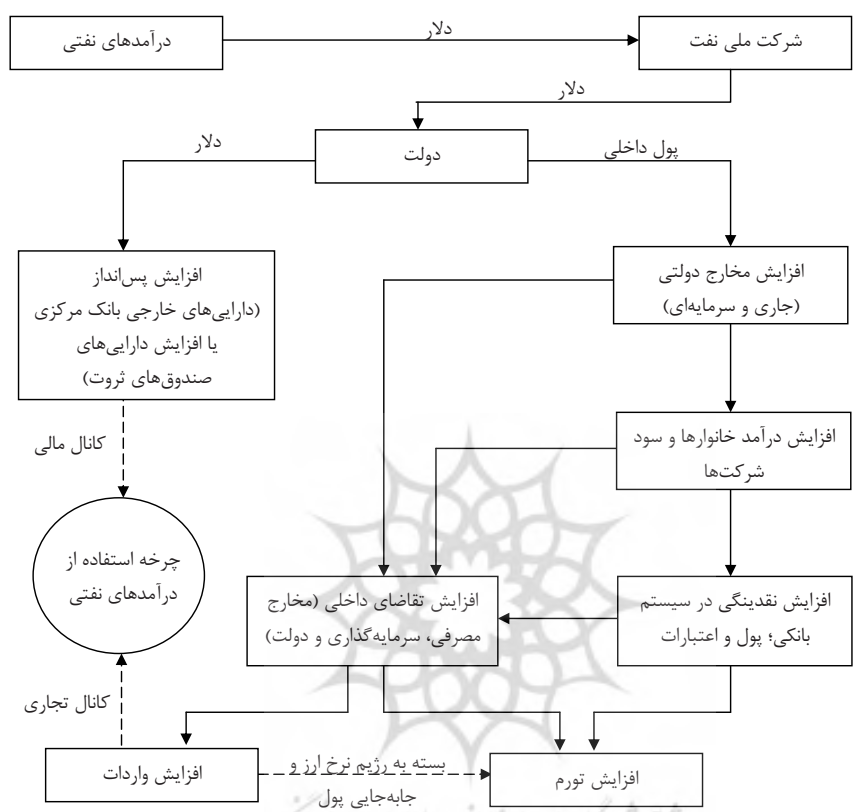 دلار
درآمدهای نفتی
شرکت ملی نفت
دلار
دولت
دلار
پول داخلی
افزایش پس‌انداز
(دارایی‌های خارجی بانک مرکزی
یا افزایش دارایی‌های
صندوق‌های ثروت)
افزایش مخارج دولتی
(جاری و سرمایه‌ای)
کانال مالی
افزایش درآمد خانوارها و سود
شرکت‌ها
چرخه استفاده از
درآمدهای نفتی
افزایش تقاضای داخلی (مخارج
مصرفی، سرمایه‌گذاری و دولت)
افزایش نقدینگی در سیستم
بانکی؛ پول و اعتبارات
کانال تجاری
افزایش واردات
بسته به رژیم نرخ ارز و
جابه‌جایی پول
افزایش تورم